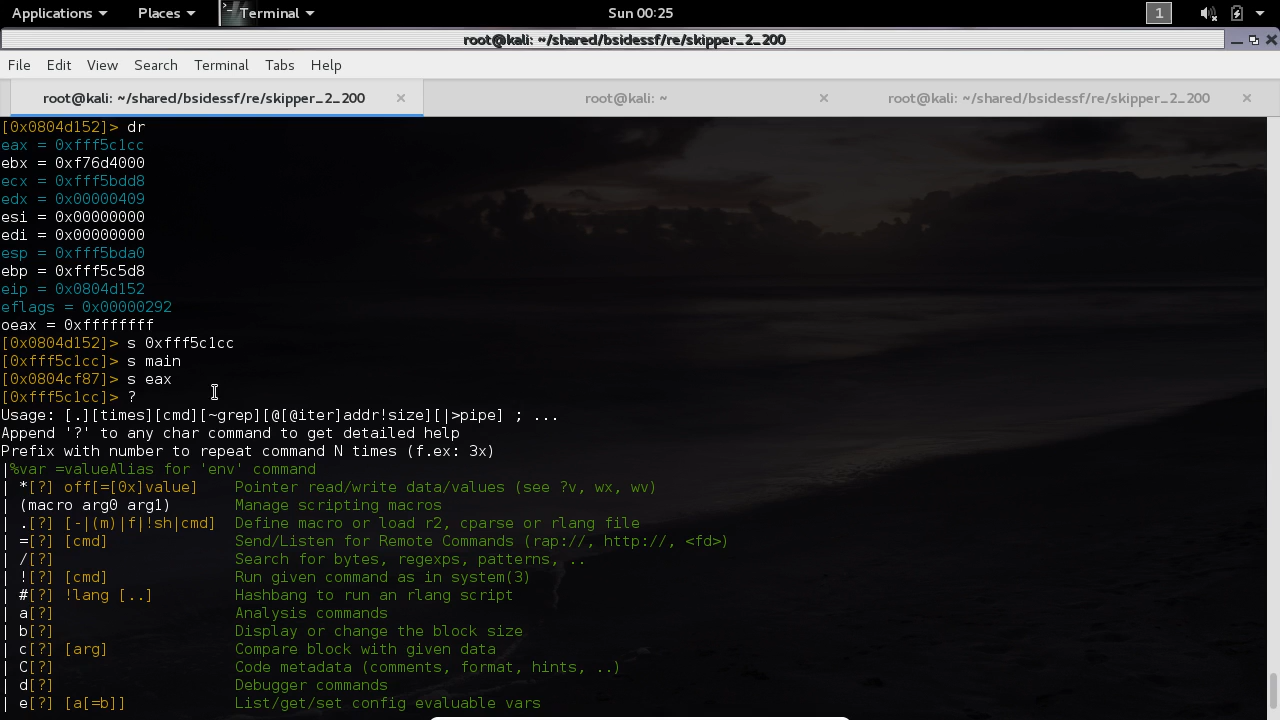 Applications Places Terminal Sun 00:25 1
root@kali: ~/shared/bsidessf/re/skipper_2_200
File Edit View Search Terminal Tabs Help
root@kali: ~/shared/bsidessf/re/skipper_2_200 × root@kali: ~ × root@kali: ~/shared/bsidessf/re/skipper_2_200 ×
[0x0804d152]> dr
eax = 0xfff5c1cc
ebx = 0xf76d4000
ecx = 0xfff5bdd8
edx = 0x00000409
esi = 0x00000000
edi = 0x00000000
esp = 0xfff5bda0
ebp = 0xfff5c5d8
eip = 0x0804d152
eflags = 0x00000292
oeax = 0xffffffff
[0x0804d152]> s 0xfff5c1cc
[0xfff5c1cc]> s main
[0x0804cf87]> s eax
[0xfff5c1cc]> ?
Usage: [.][times][cmd][~grep][@[@iter]addr!size][|>pipe] ; ...
Append '?' to any char command to get detailed help
Prefix with number to repeat command N times (f.ex: 3x)
|%var =valueAlias for 'env' command
| *[?] off[=[0x]value]    Pointer read/write data/values (see ?v, wx, wv)
| (macro arg0 arg1)       Manage scripting macros
| .[?] [-|(m)|f|!sh|cmd]  Define macro or load r2, cparse or rlang file
| =[?] [cmd]              Send/Listen for Remote Commands (rap://, http://, <fd>)
| /[?]                    Search for bytes, regexps, patterns, ..
| ![?] [cmd]              Run given command as in system(3)
| #[?] !lang [..]         Hashbang to run an rlang script
| a[?]                    Analysis commands
| b[?]                    Display or change the block size
| c[?] [arg]              Compare block with given data
| C[?]                    Code metadata (comments, format, hints, ..)
| d[?]                    Debugger commands
| e[?] [a[=b]]            List/get/set config evaluable vars